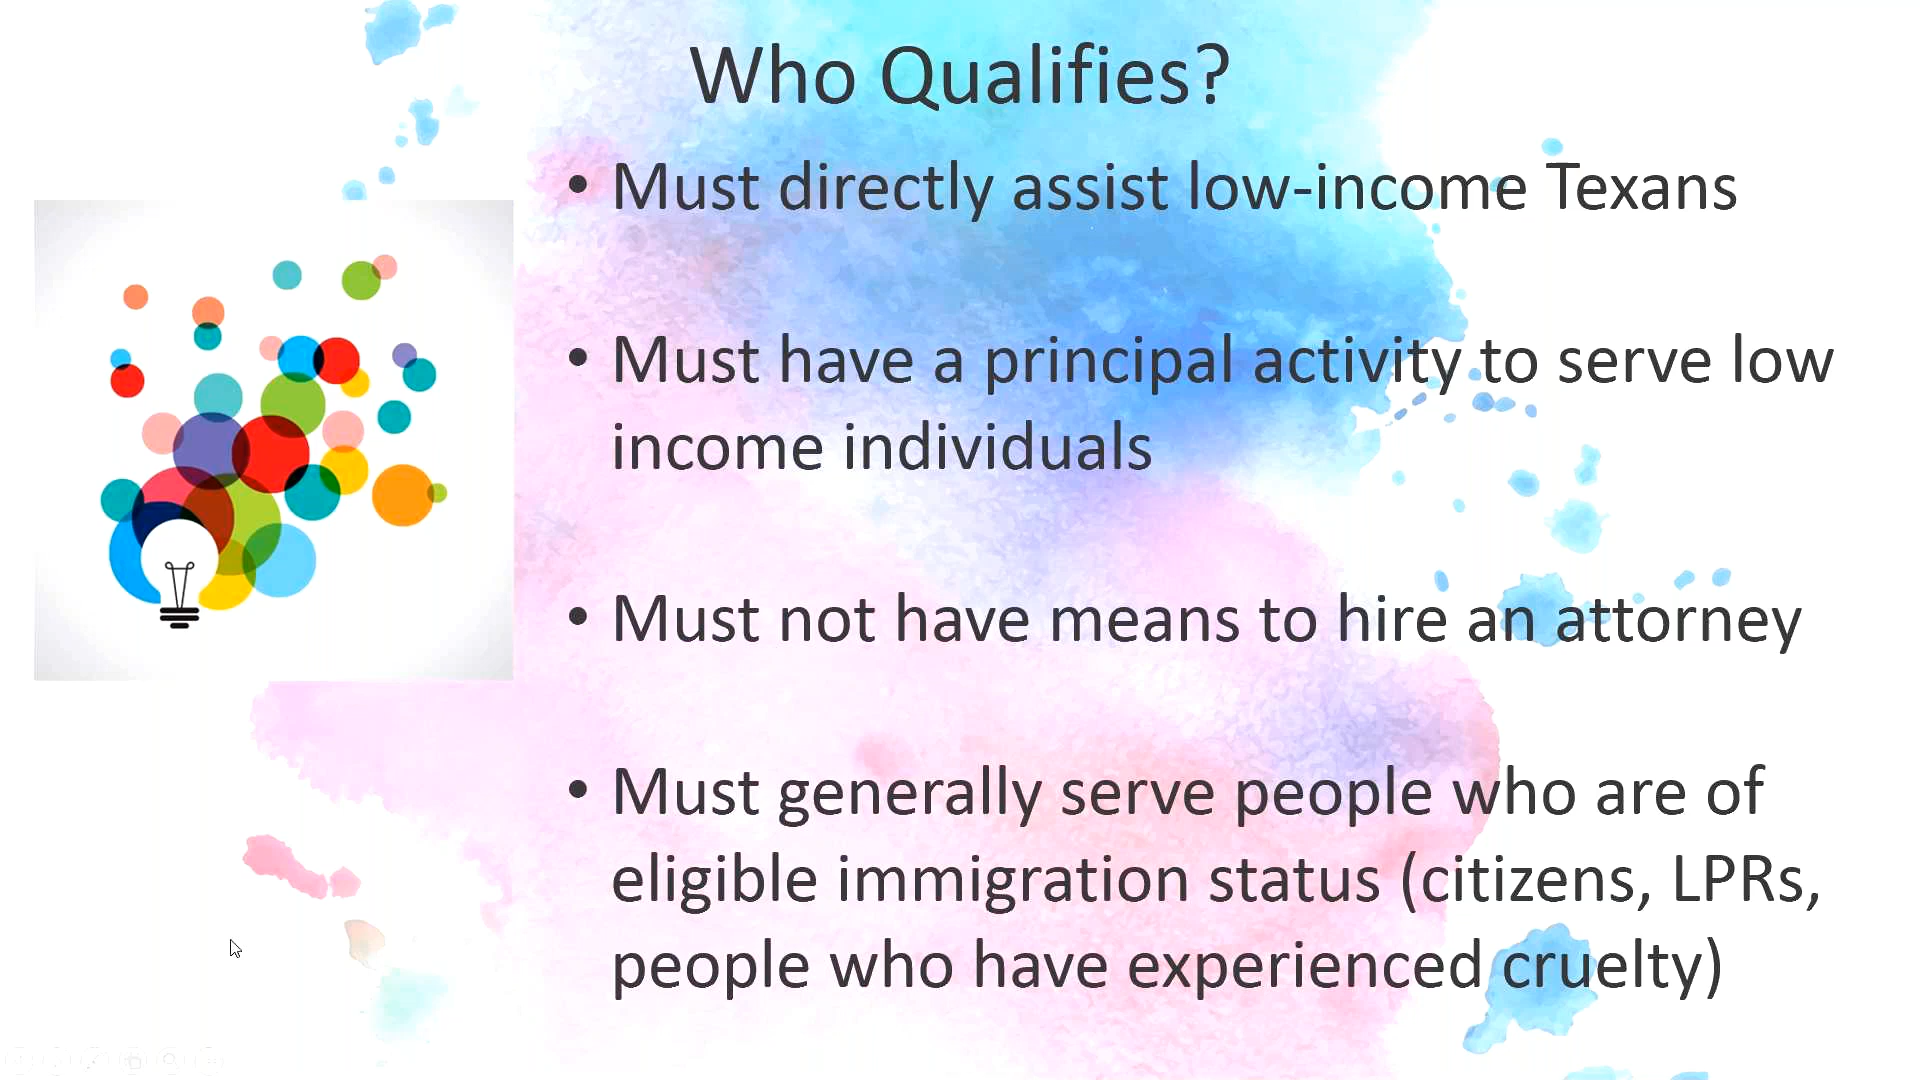 Who Qualifies?
• Must directly assist low-income Texans
• Must have a principal activity to serve low
income individuals
• Must not have means to hire an attorney
• Must generally serve people who are of
eligible immigration status (citizens, LPRs,
people who have experienced cruelty)